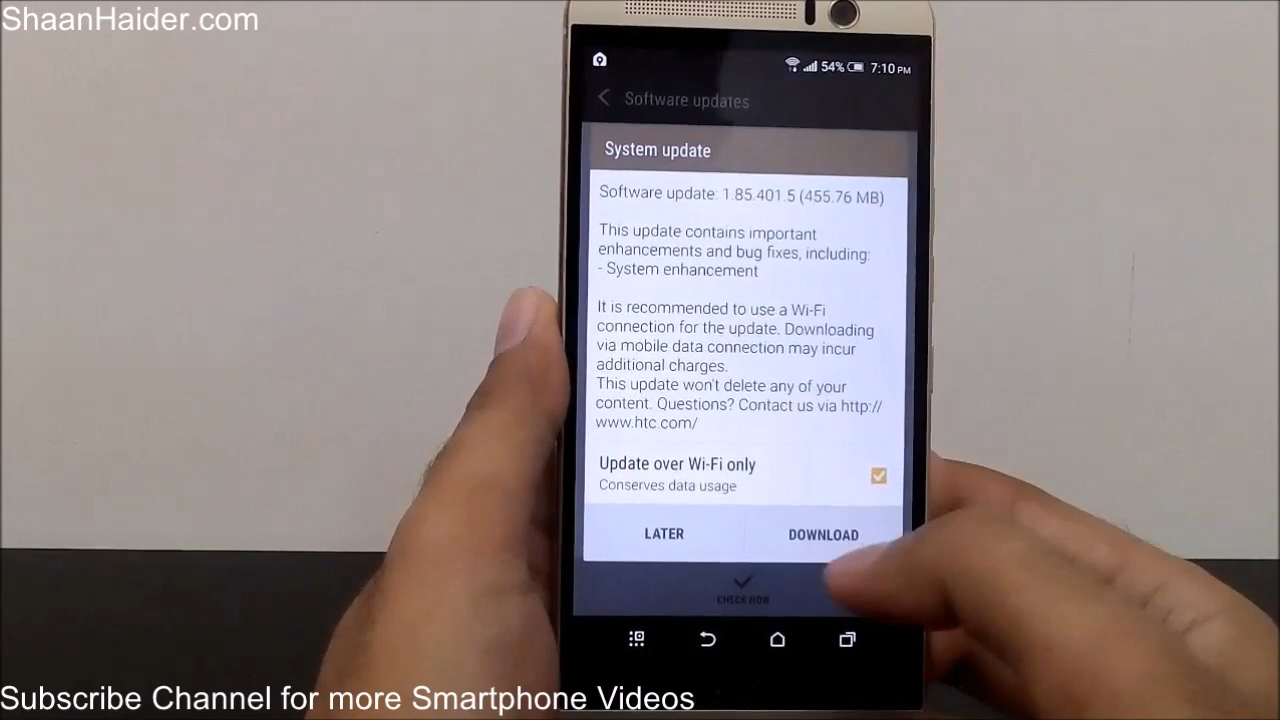 ShaanHaider.com
54% 7:10 PM
Software updates
System update
Software update: 1.85.401.5 (455.76 MB)
This update contains important
enhancements and bug fixes, including:
- System enhancement
It is recommended to use a Wi-Fi
connection for the update. Downloading
via mobile data connection may incur
additional charges.
This update won't delete any of your
content. Questions? Contact us via http://
www.htc.com/
Update over Wi-Fi only
Conserves data usage
LATER DOWNLOAD
CHECK NOW
Subscribe Channel for more Smartphone Videos